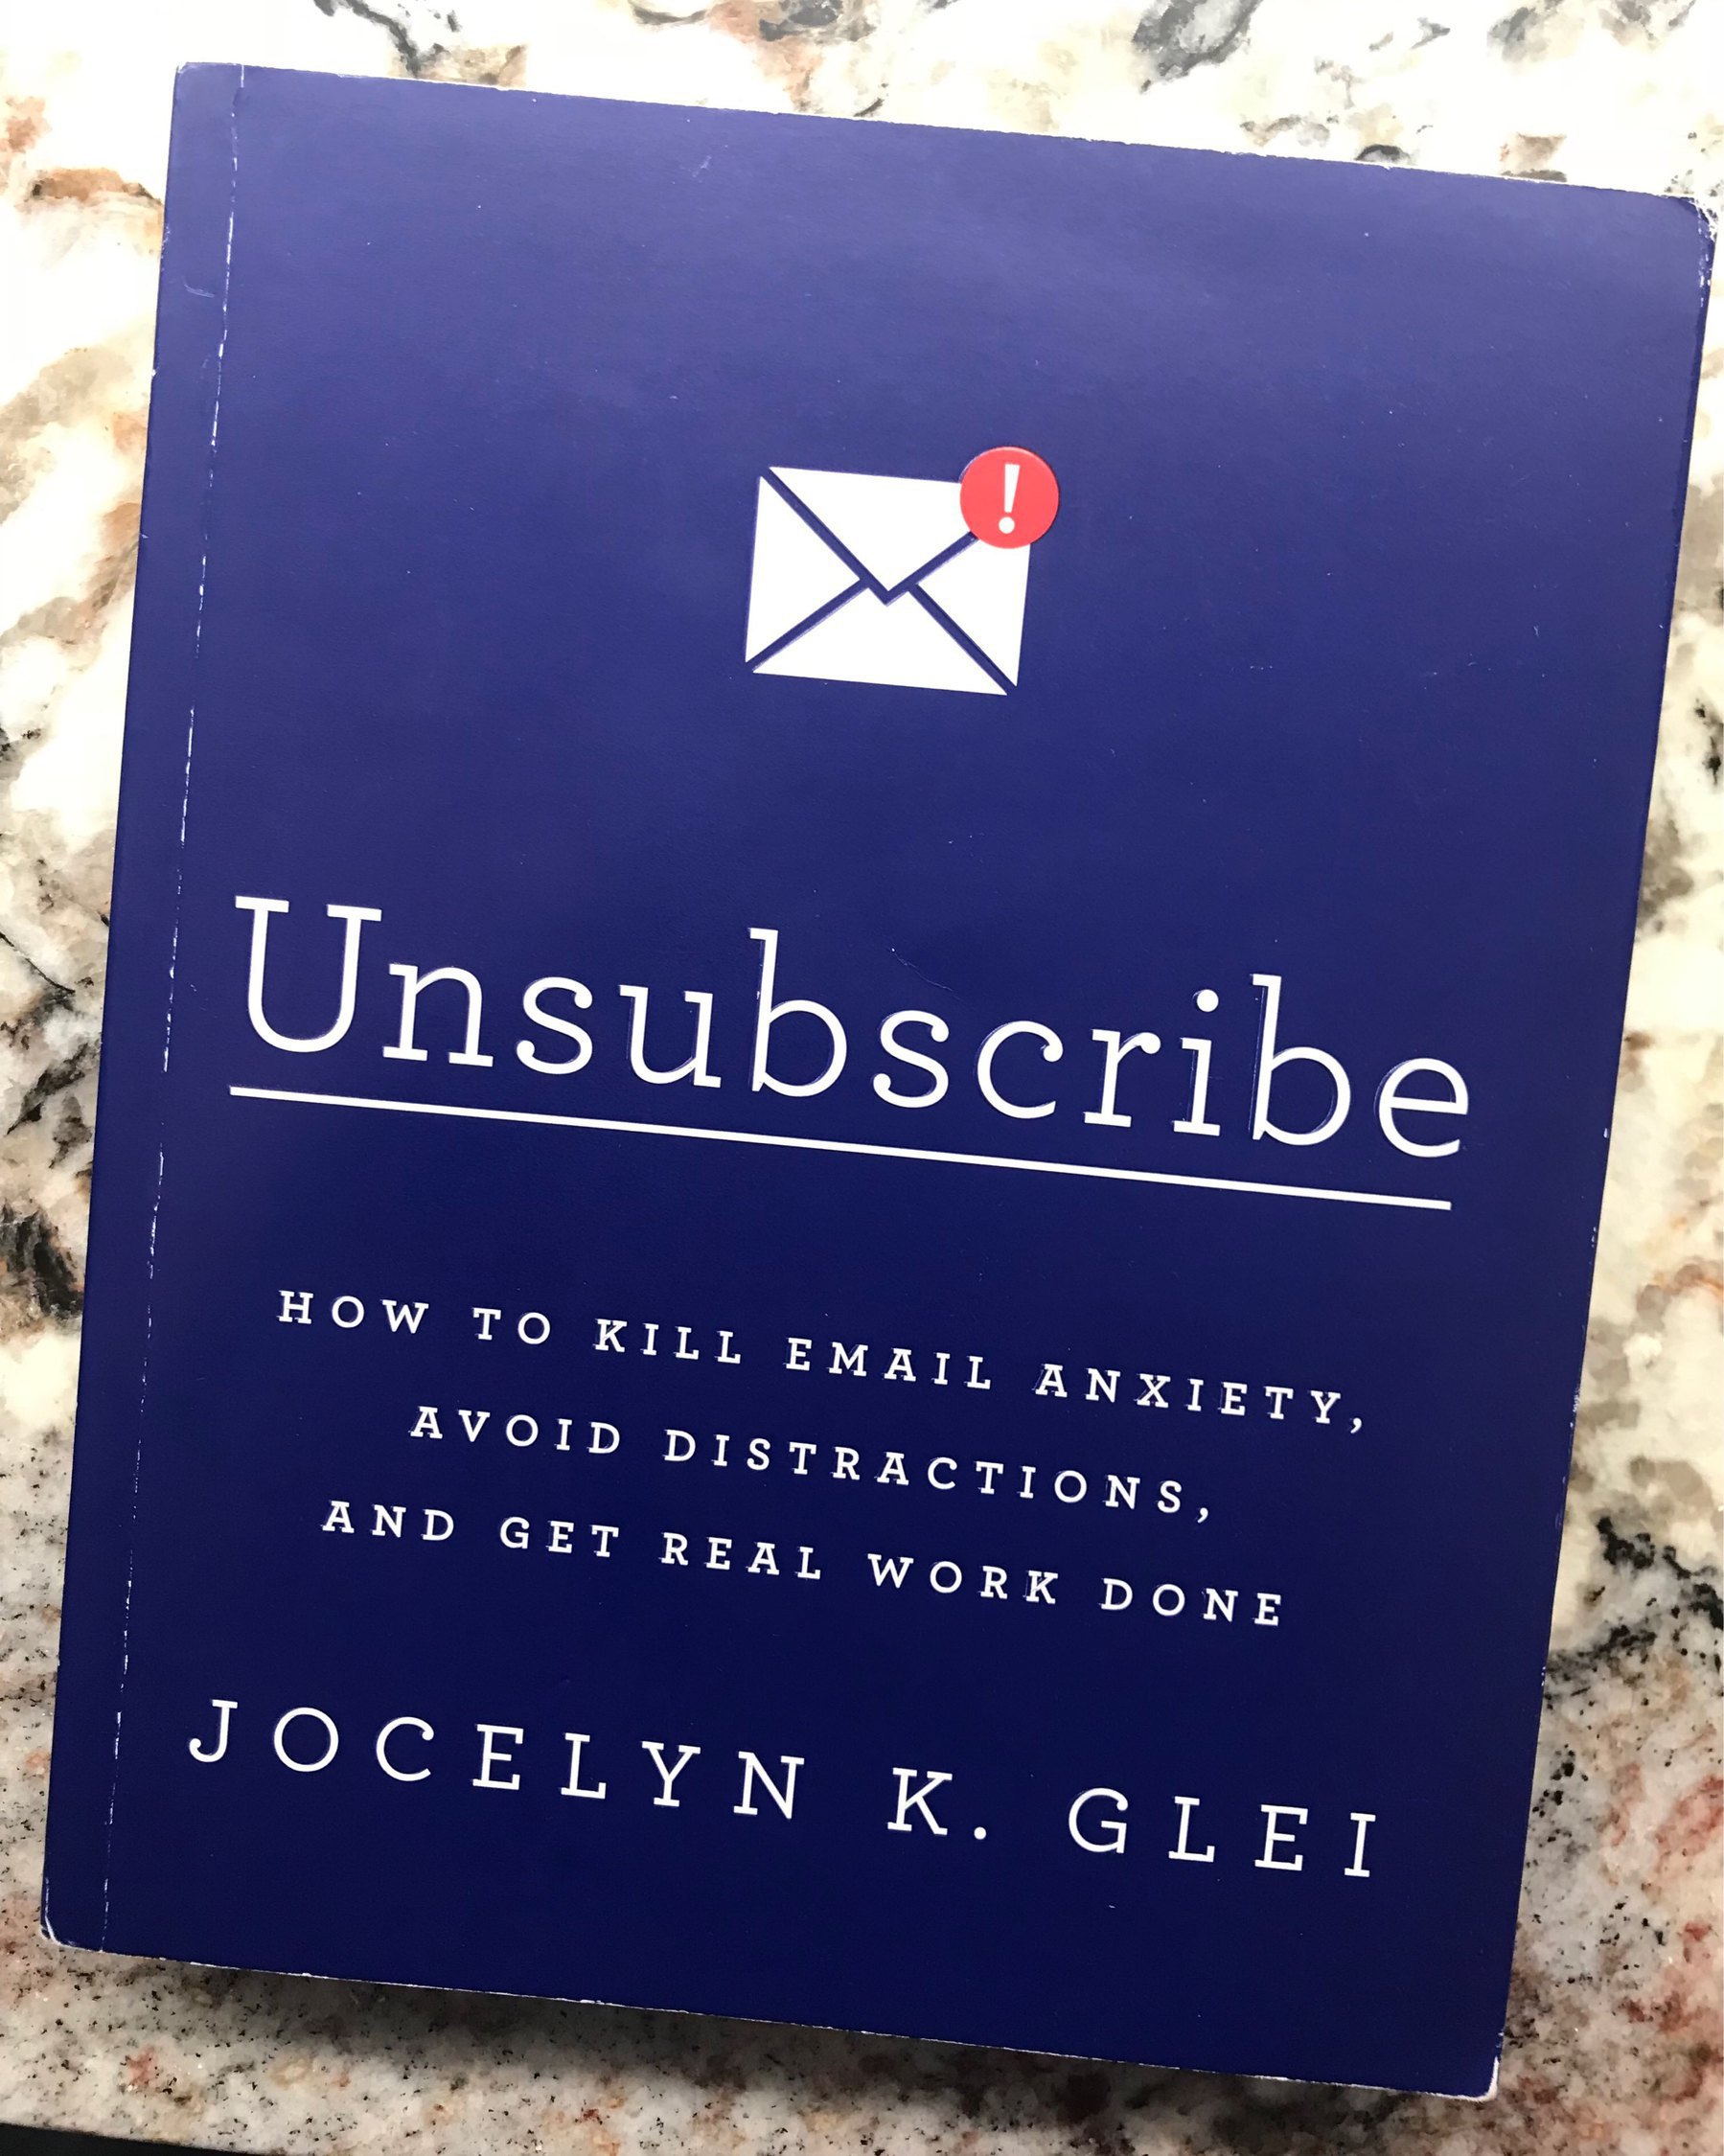 !
Unsubscribe
HOW TO KILL EMAIL ANXIETY,
AVOID DISTRACTIONS,
AND GET REAL WORK DONE
JOCELYN K. GLEI